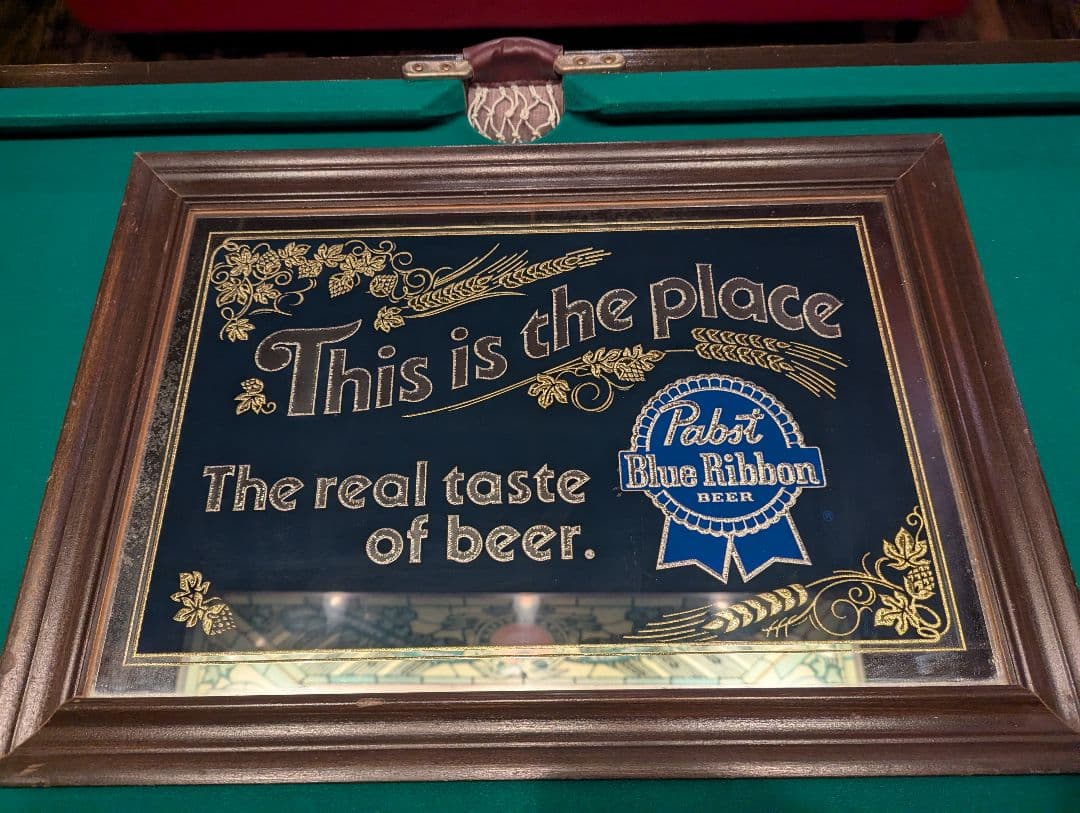 This is the place
The real taste
of beer.
Pabst
Blue Ribbon
BEER
®